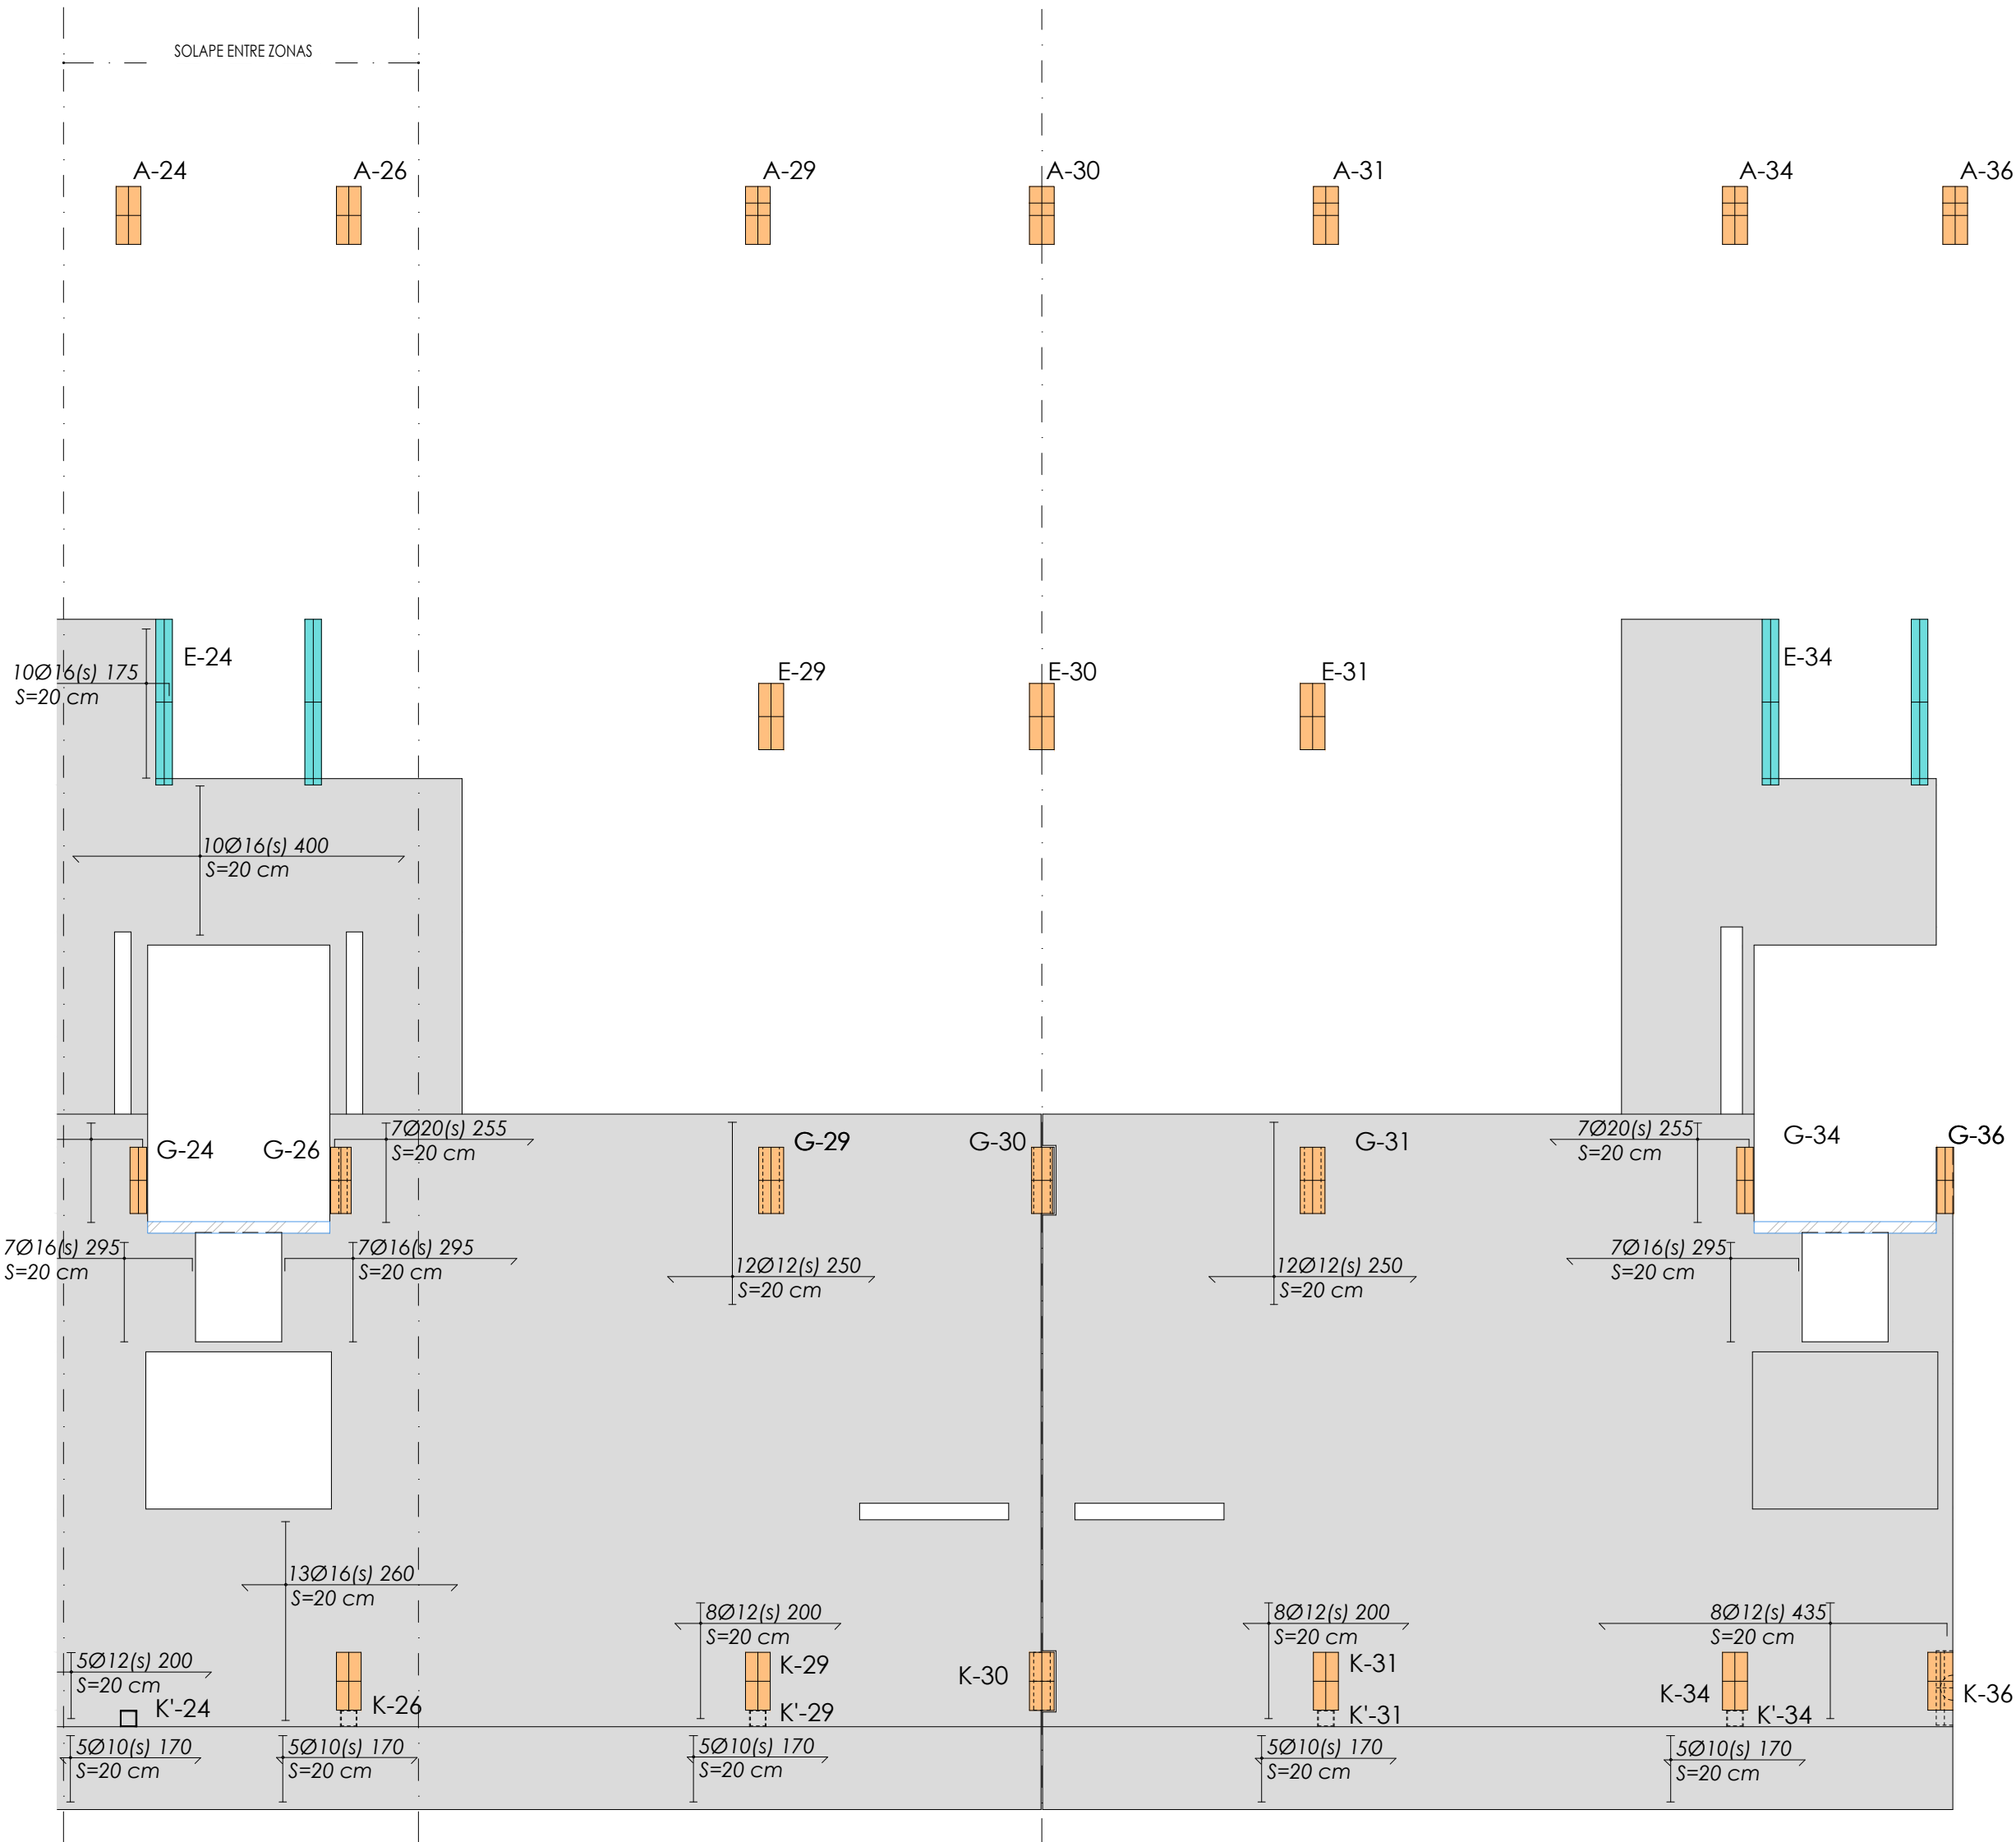 SOLAPE ENTRE ZONAS
A-24
A-26
A-29
A-30
A-31
A-34
A-36
E-24
10Ø16(s) 175
S=20 cm
E-29
E-30
E-31
E-34
10Ø16(s) 400
S=20 cm
G-24
G-26
7Ø20(s) 255
S=20 cm
G-29
G-30
G-31
7Ø20(s) 255
S=20 cm
G-34
G-36
7Ø16(s) 295
S=20 cm
7Ø16(s) 295
S=20 cm
12Ø12(s) 250
S=20 cm
12Ø12(s) 250
S=20 cm
7Ø16(s) 295
S=20 cm
13Ø16(s) 260
S=20 cm
8Ø12(s) 200
S=20 cm
8Ø12(s) 200
S=20 cm
8Ø12(s) 435
S=20 cm
5Ø12(s) 200
S=20 cm
K'-24
K-26
K-29
K'-29
K-30
K-31
K'-31
K-34
K'-34
K-36
5Ø10(s) 170
S=20 cm
5Ø10(s) 170
S=20 cm
5Ø10(s) 170
S=20 cm
5Ø10(s) 170
S=20 cm
5Ø10(s) 170
S=20 cm